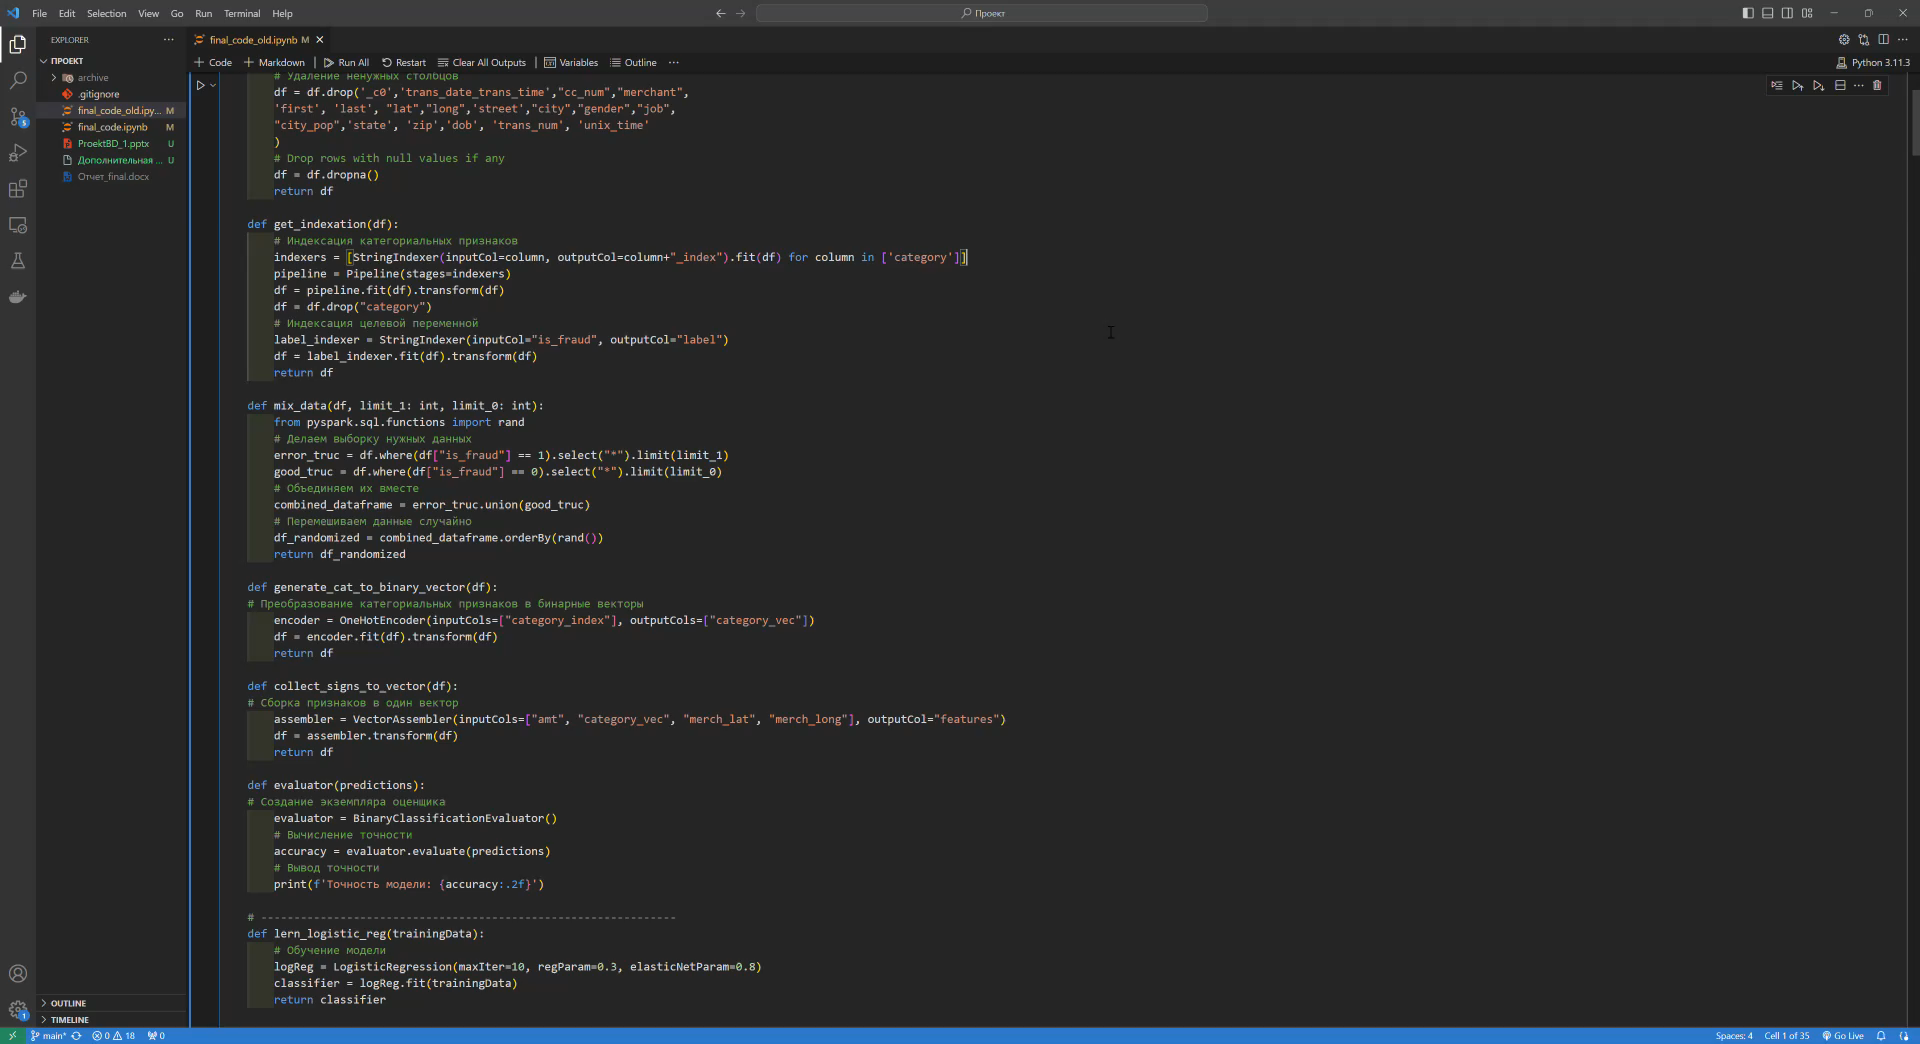 File Edit Selection View Go Run Terminal Help
Проект
EXPLORER
ПРОЕКТ
archive
.gitignore
final_code_old.ipy... M
final_code.ipynb M
ProektBD_1.pptx U
Дополнительная ... U
Отчет_final.docx
OUTLINE
TIMELINE
final_code_old.ipynb M
Code Markdown Run All Restart Clear All Outputs Variables Outline ...
Python 3.11.3
# Удаление ненужных столбцов
df = df.drop('_c0','trans_date_trans_time',"cc_num","merchant",
'first', 'last', "lat","long",'street',"city","gender","job",
"city_pop",'state', 'zip','dob', 'trans_num', 'unix_time'
)
# Drop rows with null values if any
df = df.dropna()
return df
def get_indexation(df):
# Индексация категориальных признаков
indexers = [StringIndexer(inputCol=column, outputCol=column+"_index").fit(df) for column in ['category']]
pipeline = Pipeline(stages=indexers)
df = pipeline.fit(df).transform(df)
df = df.drop("category")
# Индексация целевой переменной
label_indexer = StringIndexer(inputCol="is_fraud", outputCol="label")
df = label_indexer.fit(df).transform(df)
return df
def mix_data(df, limit_1: int, limit_0: int):
from pyspark.sql.functions import rand
# Делаем выборку нужных данных
error_truc = df.where(df["is_fraud"] == 1).select("*").limit(limit_1)
good_truc = df.where(df["is_fraud"] == 0).select("*").limit(limit_0)
# Объединяем их вместе
combined_dataframe = error_truc.union(good_truc)
# Перемешиваем данные случайно
df_randomized = combined_dataframe.orderBy(rand())
return df_randomized
def generate_cat_to_binary_vector(df):
# Преобразование категориальных признаков в бинарные векторы
encoder = OneHotEncoder(inputCols=["category_index"], outputCols=["category_vec"])
df = encoder.fit(df).transform(df)
return df
def collect_signs_to_vector(df):
# Сборка признаков в один вектор
assembler = VectorAssembler(inputCols=["amt", "category_vec", "merch_lat", "merch_long"], outputCol="features")
df = assembler.transform(df)
return df
def evaluator(predictions):
# Создание экземпляра оценщика
evaluator = BinaryClassificationEvaluator()
# Вычисление точности
accuracy = evaluator.evaluate(predictions)
# Вывод точности
print(f'Точность модели: {accuracy:.2f}')
# ---------------------------------------------------------------
def lern_logistic_reg(trainingData):
# Обучение модели
logReg = LogisticRegression(maxIter=10, regParam=0.3, elasticNetParam=0.8)
classifier = logReg.fit(trainingData)
return classifier
5
1
main* 0 18 0
Spaces: 4 Cell 1 of 35 Go Live